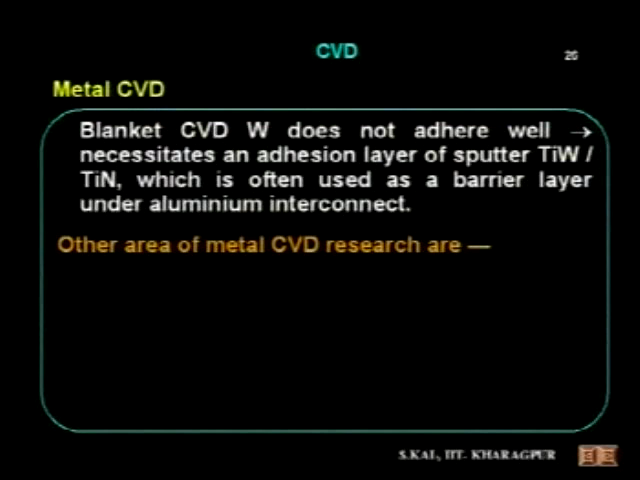 CVD
26
Metal CVD
Blanket CVD W does not adhere well →
necessitates an adhesion layer of sputter TiW /
TiN, which is often used as a barrier layer
under aluminium interconnect.
Other area of metal CVD research are —
S.KAL, IIT- KHARAGPUR